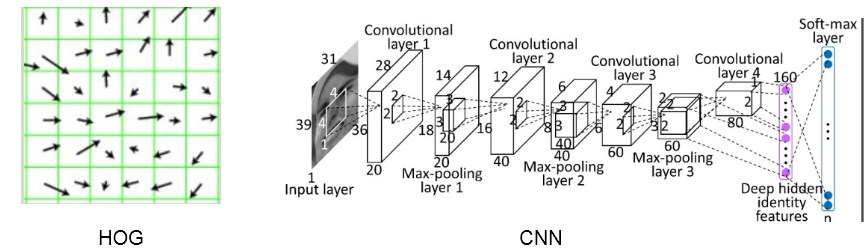 Soft-max
layer
Convolutional
layer 1
Convolutional
layer 2
Convolutional
layer 3
Convolutional
layer 4
31
28
14
12
6
4
2
1
160
4
2
3
2
3
2
2
2
39
4
36
2
3
18
2
16
2
3
8
2
6
2
3
2
2
1
20
20
40
40
60
60
80
1
20
40
Input layer
Max-pooling
layer 1
Max-pooling
layer 2
Max-pooling
layer 3
Deep hidden
identity
features
n
HOG
CNN